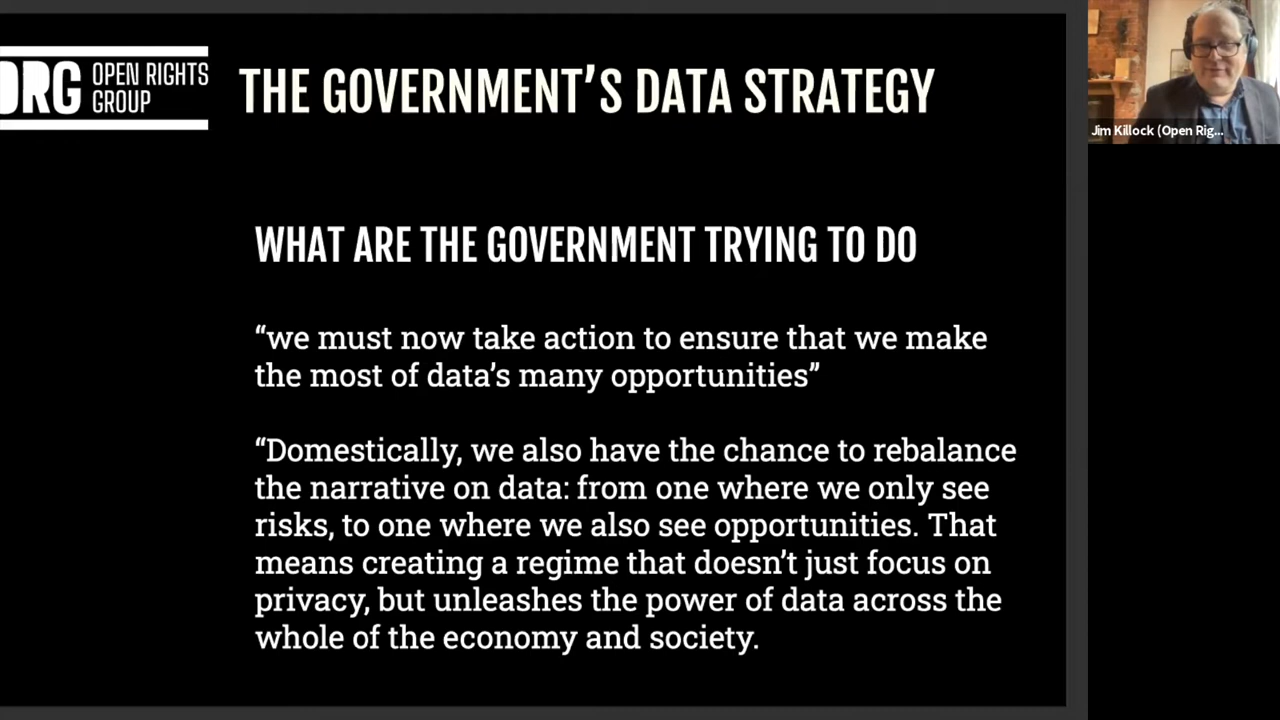 ORG OPEN RIGHTS
GROUP
THE GOVERNMENT'S DATA STRATEGY
WHAT ARE THE GOVERNMENT TRYING TO DO
“we must now take action to ensure that we make
the most of data’s many opportunities”
“Domestically, we also have the chance to rebalance
the narrative on data: from one where we only see
risks, to one where we also see opportunities. That
means creating a regime that doesn’t just focus on
privacy, but unleashes the power of data across the
whole of the economy and society.
Jim Killock (Open Rig...